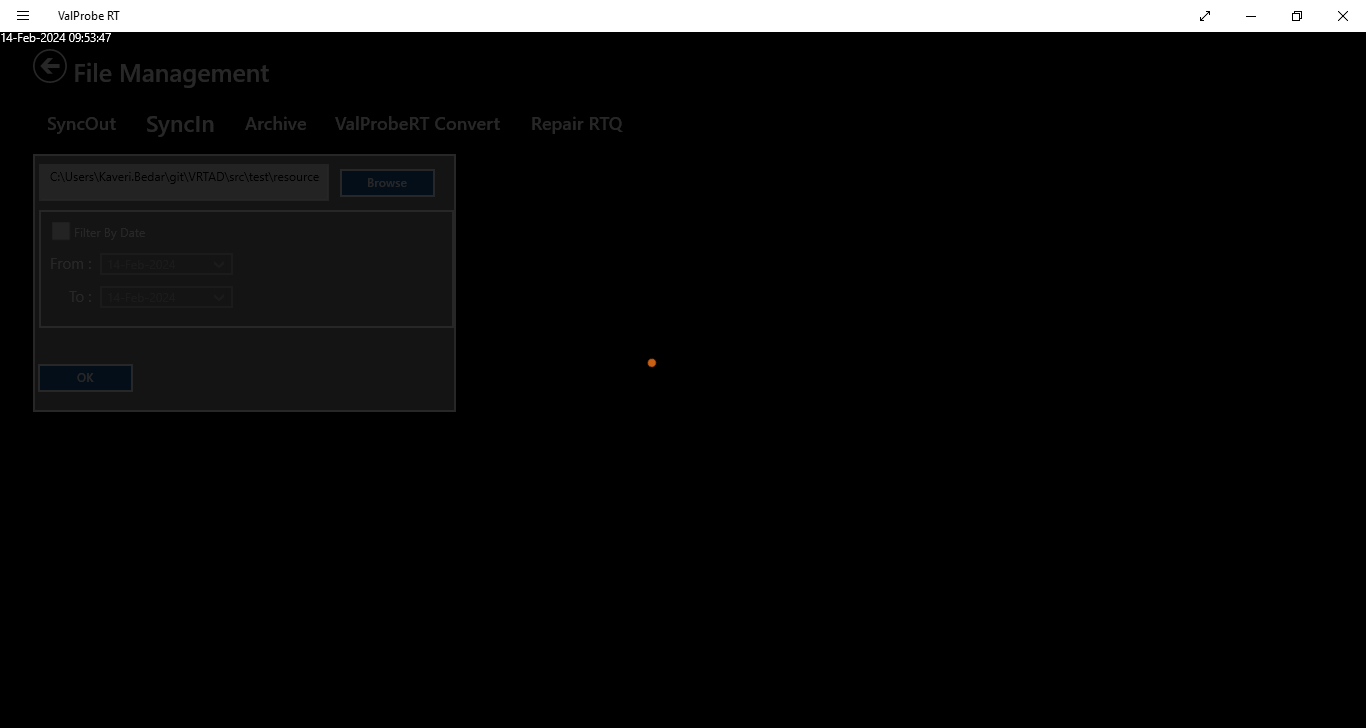 ValProbe RT
14-Feb-2024 09:53:47
File Management
SyncOut SyncIn Archive ValProbeRT Convert Repair RTQ
C:\Users\Kaveri.Bedar\git\VRTAD\src\test\resource Browse
Filter By Date
From : 14-Feb-2024
To : 14-Feb-2024
OK